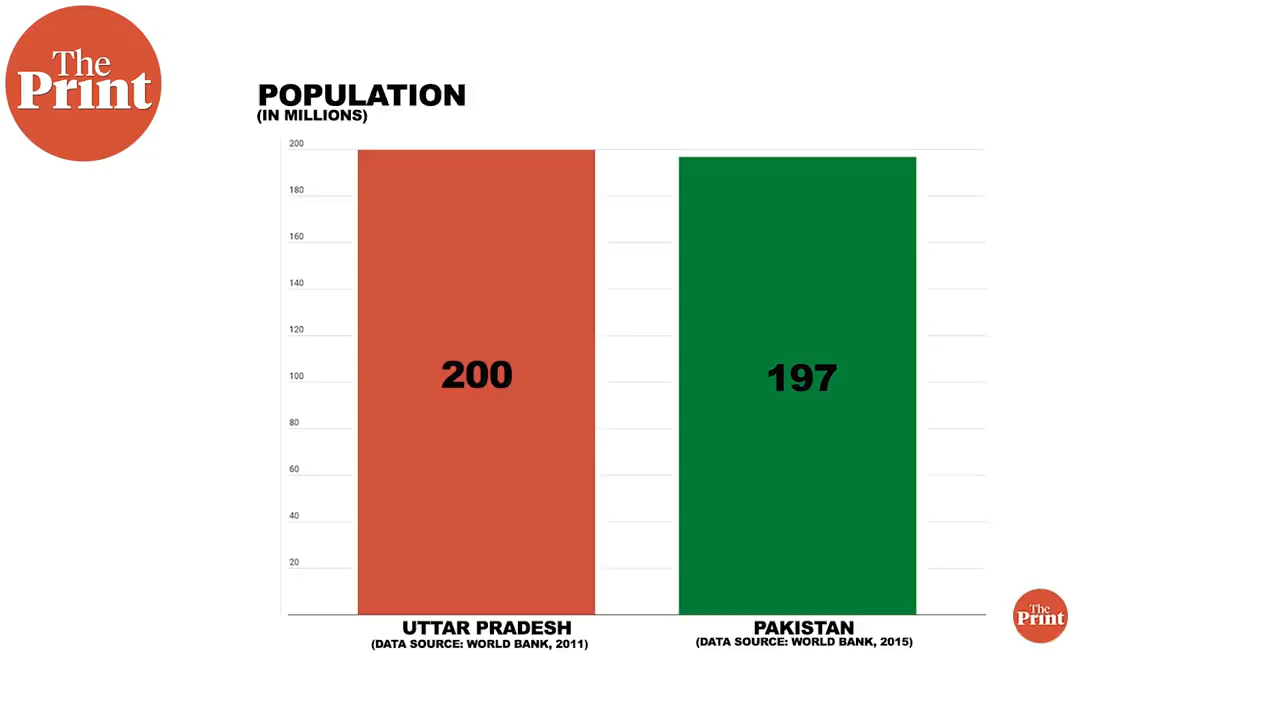 The
Print
POPULATION
(IN MILLIONS)
200
180
160
140
120
100
80
60
40
20
200
197
UTTAR PRADESH
(DATA SOURCE: WORLD BANK, 2011)
PAKISTAN
(DATA SOURCE: WORLD BANK, 2015)
The
Print